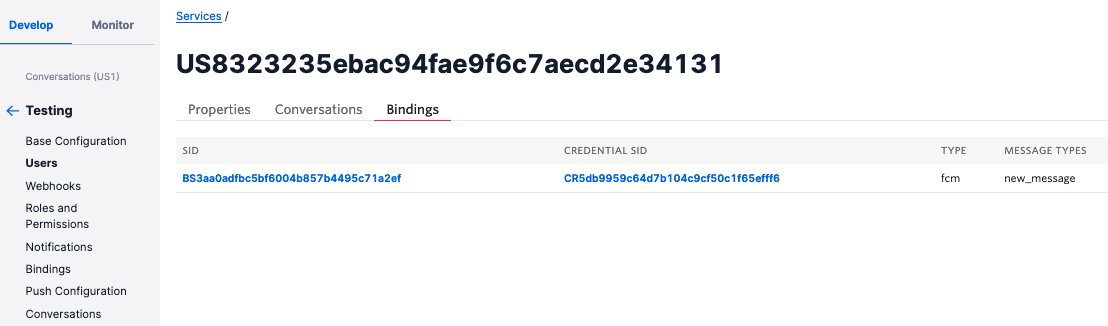 Develop Monitor
Services /
Conversations (US1)
US8323235ebac94fae9f6c7aecd2e34131
← Testing
Properties Conversations Bindings
Base Configuration
SID CREDENTIAL SID TYPE MESSAGE TYPES
Users
BS3aa0adfbc5bf6004b857b4495c71a2ef CR5db9959c64d7b104c9cf50c1f65efff6 fcm new_message
Webhooks
Roles and
Permissions
Notifications
Bindings
Push Configuration
Conversations